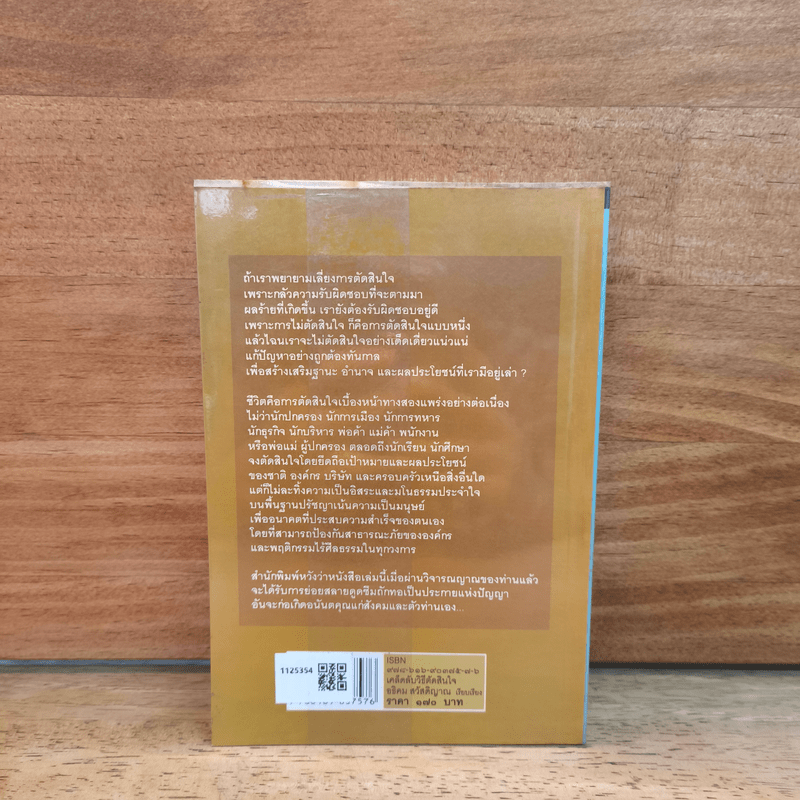 ถ้าเราพยายามเลี่ยงการตัดสินใจ
เพราะกลัวความรับผิดชอบที่จะตามมา
ผลร้ายที่เกิดขึ้น เรายังต้องรับผิดชอบอยู่ดี
เพราะการไม่ตัดสินใจ ก็คือการตัดสินใจแบบหนึ่ง
แล้วไฉนเราจะไม่ตัดสินใจอย่างเด็ดเดี่ยวแน่วแน่
แก้ปัญหาอย่างถูกต้องทันกาล
เพื่อสร้างเสริมฐานะ อำนาจ และผลประโยชน์ที่เรามีอยู่เล่า ?
ชีวิตคือการตัดสินใจเบื้องหน้าทางสองแพร่งอย่างต่อเนื่อง
ไม่ว่านักปกครอง นักการเมือง นักการทหาร
นักธุรกิจ นักบริหาร พ่อค้า แม่ค้า พนักงาน
หรือพ่อแม่ ผู้ปกครอง ตลอดถึงนักเรียน นักศึกษา
จงตัดสินใจโดยยึดถือเป้าหมายและผลประโยชน์
ของชาติ องค์กร บริษัท และครอบครัวเหนือสิ่งอื่นใด
แต่ก็ไม่ละทิ้งความเป็นอิสระและมโนธรรมประจำใจ
บนพื้นฐานปรัชญาเน้นความเป็นมนุษย์
เพื่ออนาคตที่ประสบความสำเร็จของตนเอง
โดยที่สามารถป้องกันสาธารณะภัยขององค์กร
และพฤติกรรมไร้ศีลธรรมในทุกวงการ
สำนักพิมพ์หวังว่าหนังสือเล่มนี้เมื่อผ่านวิจารณญาณของท่านแล้ว
จะได้รับการย่อยสลายดูดซึมถักทอเป็นประกายแห่งปัญญา
อันจะก่อเกิดอนันตคุณแก่สังคมและตัวท่านเอง...
1125354
ISBN
๙๗๘-๖๑๖-๙๐๓๗๕-๗-๖
เคล็ดลับวิธีตัดสินใจ
อธิคม สวัสดิญาณ เรียบเรียง
ราคา ๑๗๐ บาท